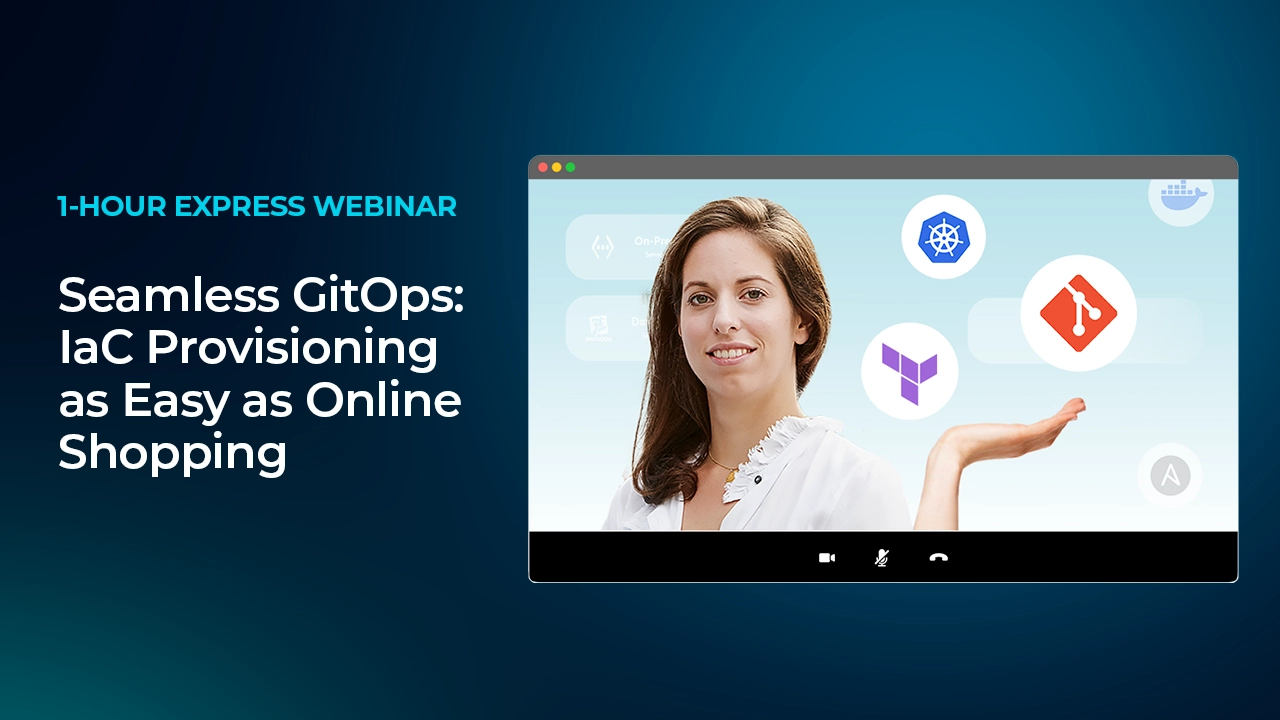 1-HOUR EXPRESS WEBINAR
Seamless GitOps:
IaC Provisioning
as Easy as Online
Shopping